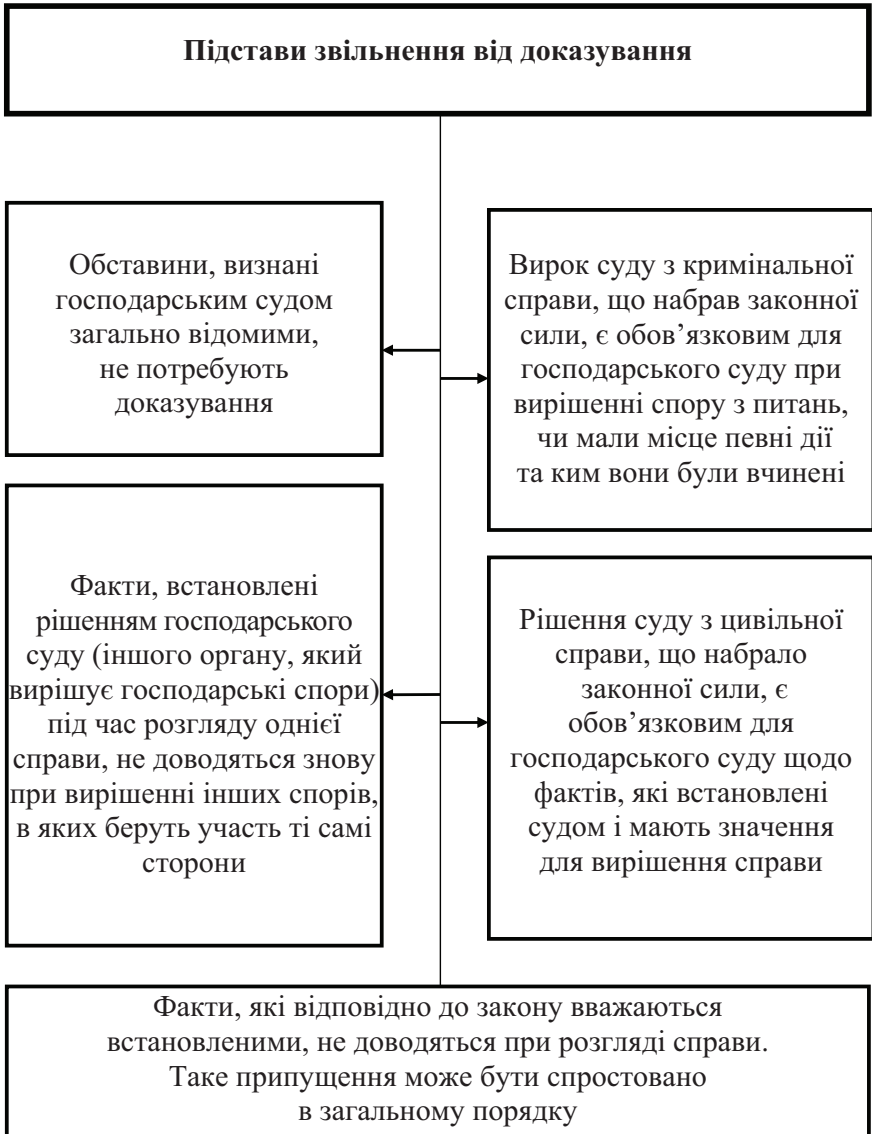 Підстави звільнення від доказування
Обставини, визнані
господарським судом
загально відомими,
не потребують
доказування
Вирок суду з кримінальної
справи, що набрав законної
сили, є обов’язковим для
господарського суду при
вирішенні спору з питань,
чи мали місце певні дії
та ким вони були вчинені
Факти, встановлені
рішенням господарського
суду (іншого органу, який
вирішує господарські спори)
під час розгляду однієї
справи, не доводяться знову
при вирішенні інших спорів,
в яких беруть участь ті самі
сторони
Рішення суду з цивільної
справи, що набрало
законної сили, є
обов’язковим для
господарського суду щодо
фактів, які встановлені
судом і мають значення
для вирішення справи
Факти, які відповідно до закону вважаються
встановленими, не доводяться при розгляді справи.
Таке припущення може бути спростовано
в загальному порядку